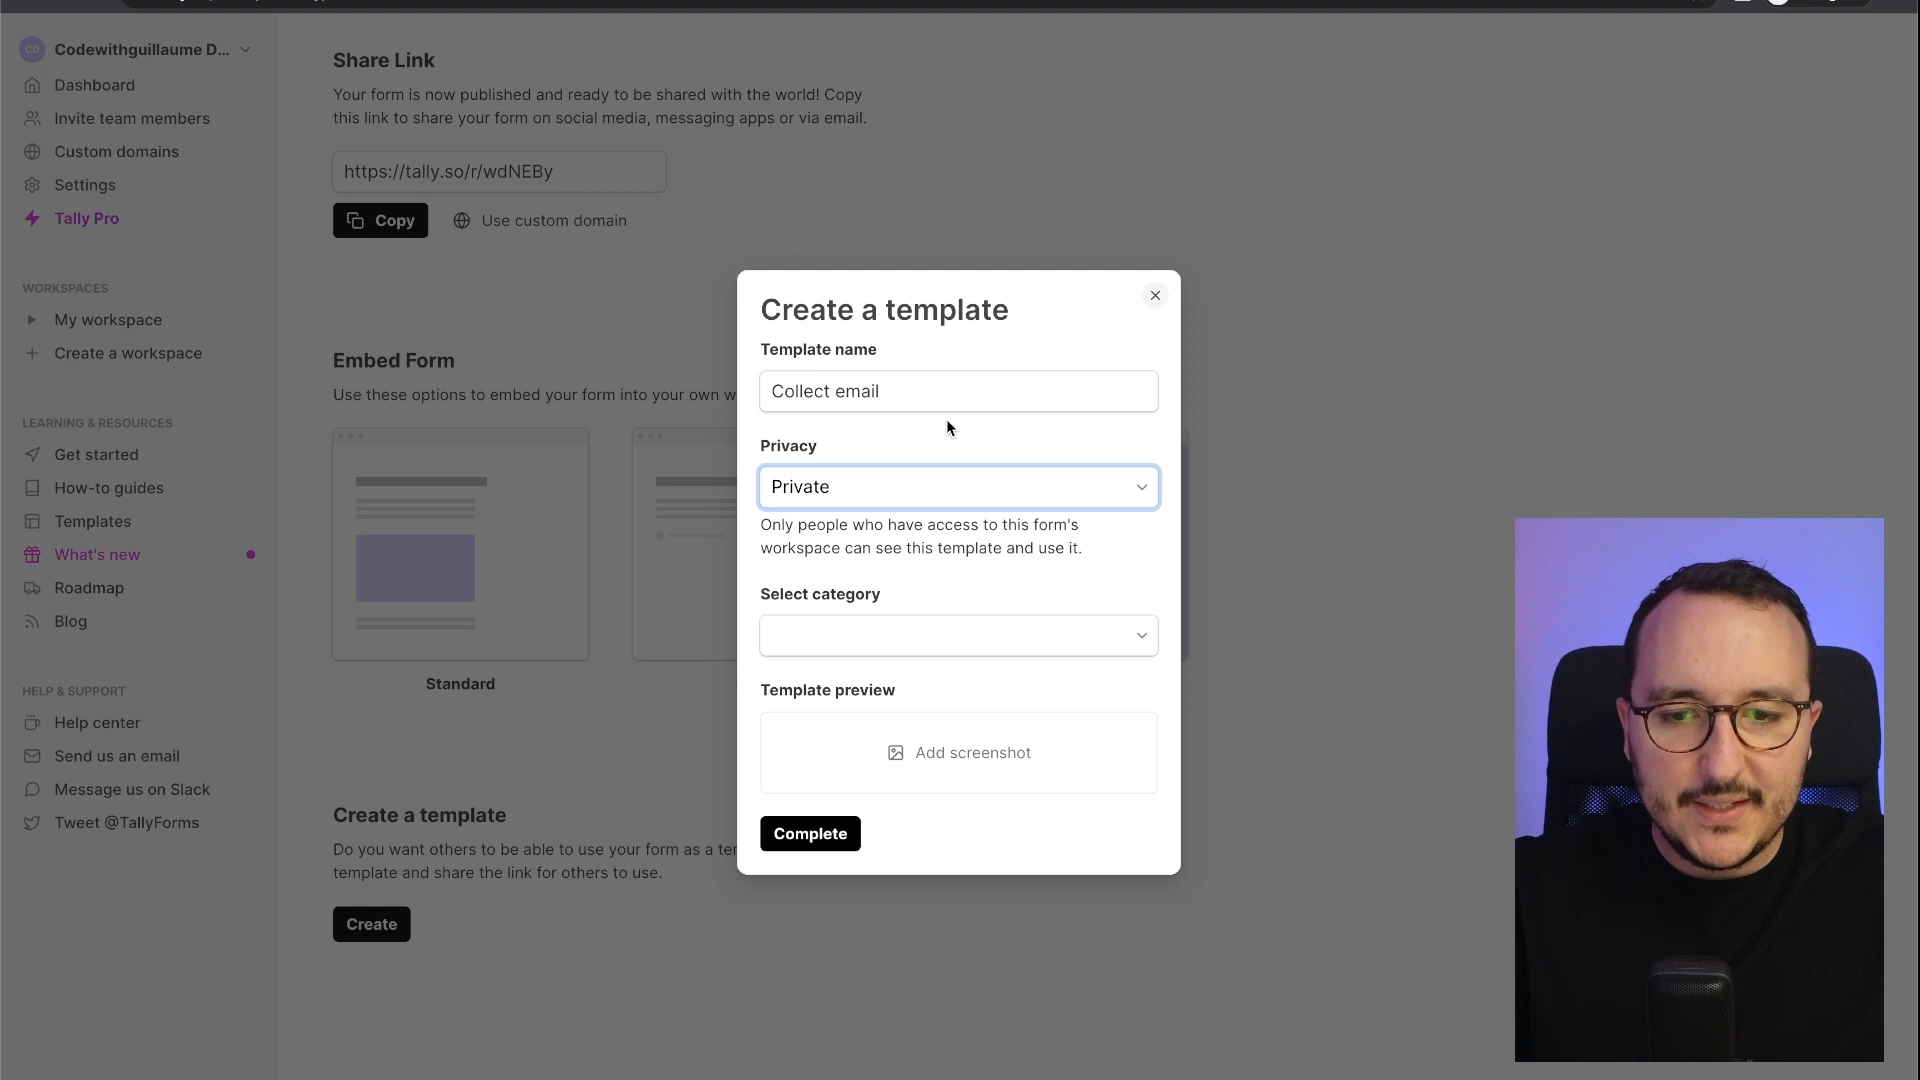 CD Codewithguillaume D...
Dashboard
Invite team members
Custom domains
Settings
Tally Pro
WORKSPACES
My workspace
Create a workspace
LEARNING & RESOURCES
Get started
How-to guides
Templates
What's new
Roadmap
Blog
HELP & SUPPORT
Help center
Send us an email
Message us on Slack
Tweet @TallyForms
Share Link
Your form is now published and ready to be shared with the world! Copy
this link to share your form on social media, messaging apps or via email.
https://tally.so/r/wdNEBy
Copy
Use custom domain
Embed Form
Use these options to embed your form into your own w
Standard
Create a template
Do you want others to be able to use your form as a ter
template and share the link for others to use.
Create
Create a template
Template name
Collect email
Privacy
Private
Only people who have access to this form's
workspace can see this template and use it.
Select category
Template preview
Add screenshot
Complete